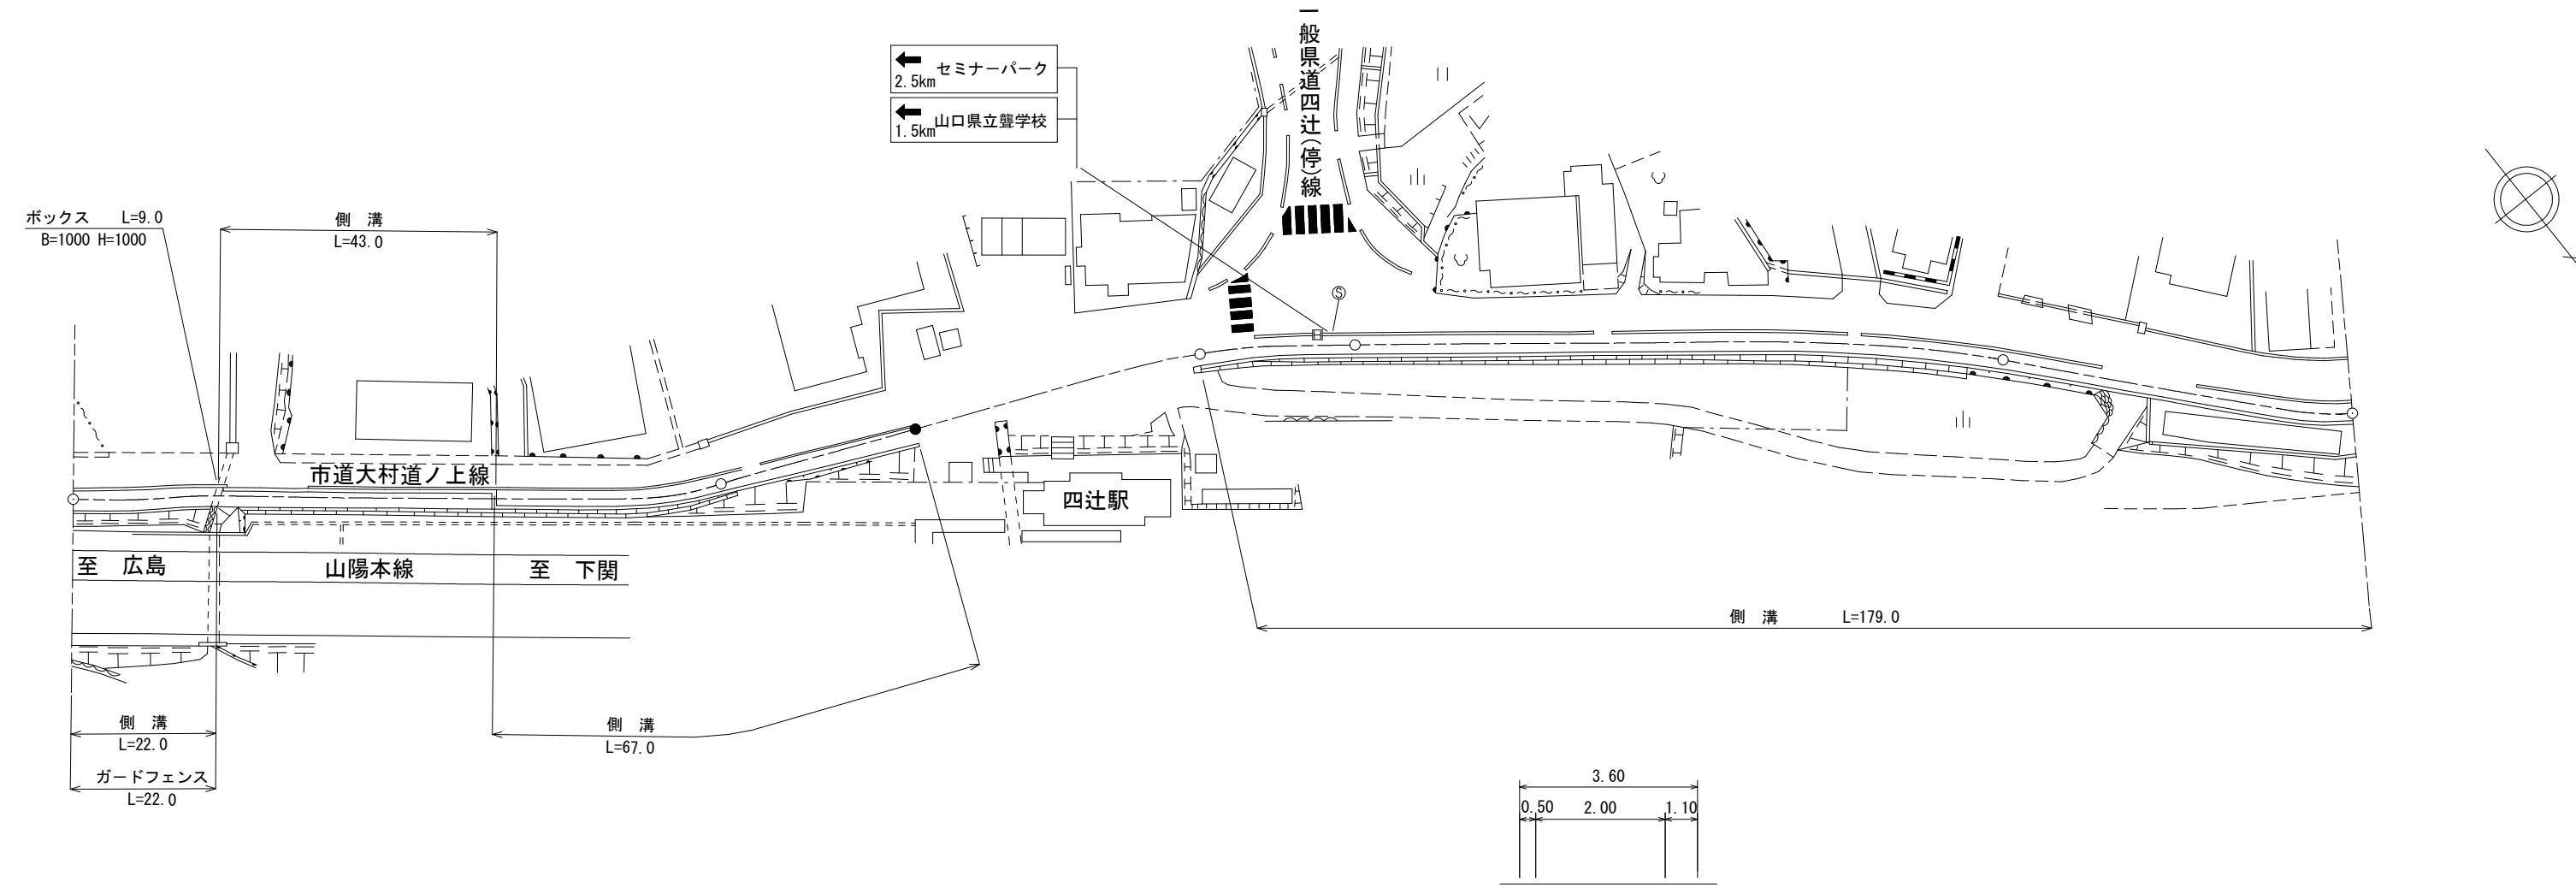 一般県道四辻(停)線
セミナーパーク
2.5km
山口県立聾学校
1.5km
ボックス L=9.0
B=1000 H=1000
側 溝
L=43.0
S
市道大村道ノ上線
四辻駅
至 広島
山陽本線
至 下関
側 溝 L=179.0
側 溝
L=22.0
側 溝
L=67.0
ガードフェンス
L=22.0
3.60
0.50
2.00
1.10